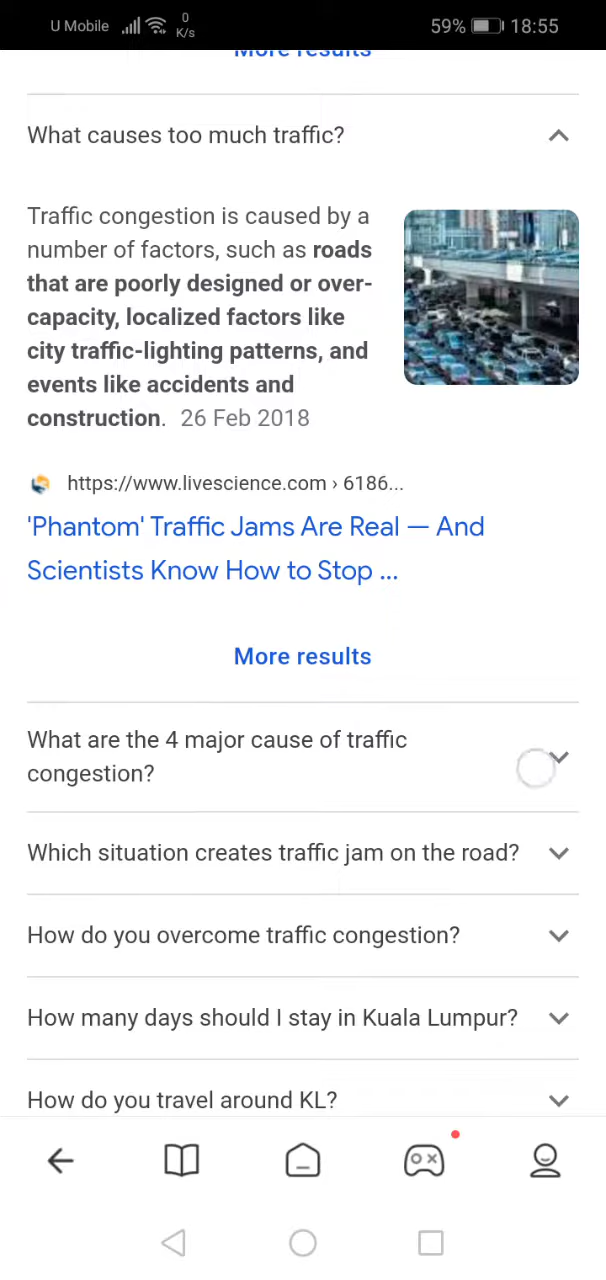 U Mobile
0
K/s
59%
18:55
More results
What causes too much traffic?
Traffic congestion is caused by a
number of factors, such as roads
that are poorly designed or over-
capacity, localized factors like
city traffic-lighting patterns, and
events like accidents and
construction. 26 Feb 2018
https://www.livescience.com › 6186...
'Phantom' Traffic Jams Are Real — And
Scientists Know How to Stop ...
More results
What are the 4 major cause of traffic
congestion?
Which situation creates traffic jam on the road?
How do you overcome traffic congestion?
How many days should I stay in Kuala Lumpur?
How do you travel around KL?